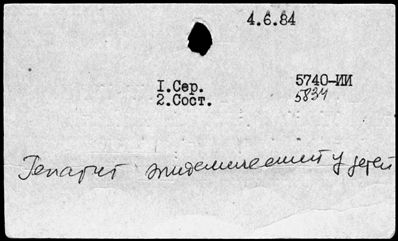 4.6.84
I.Сер. 5740-ИИ
2.Сост. 5834
Гепатит эпидемический у детей